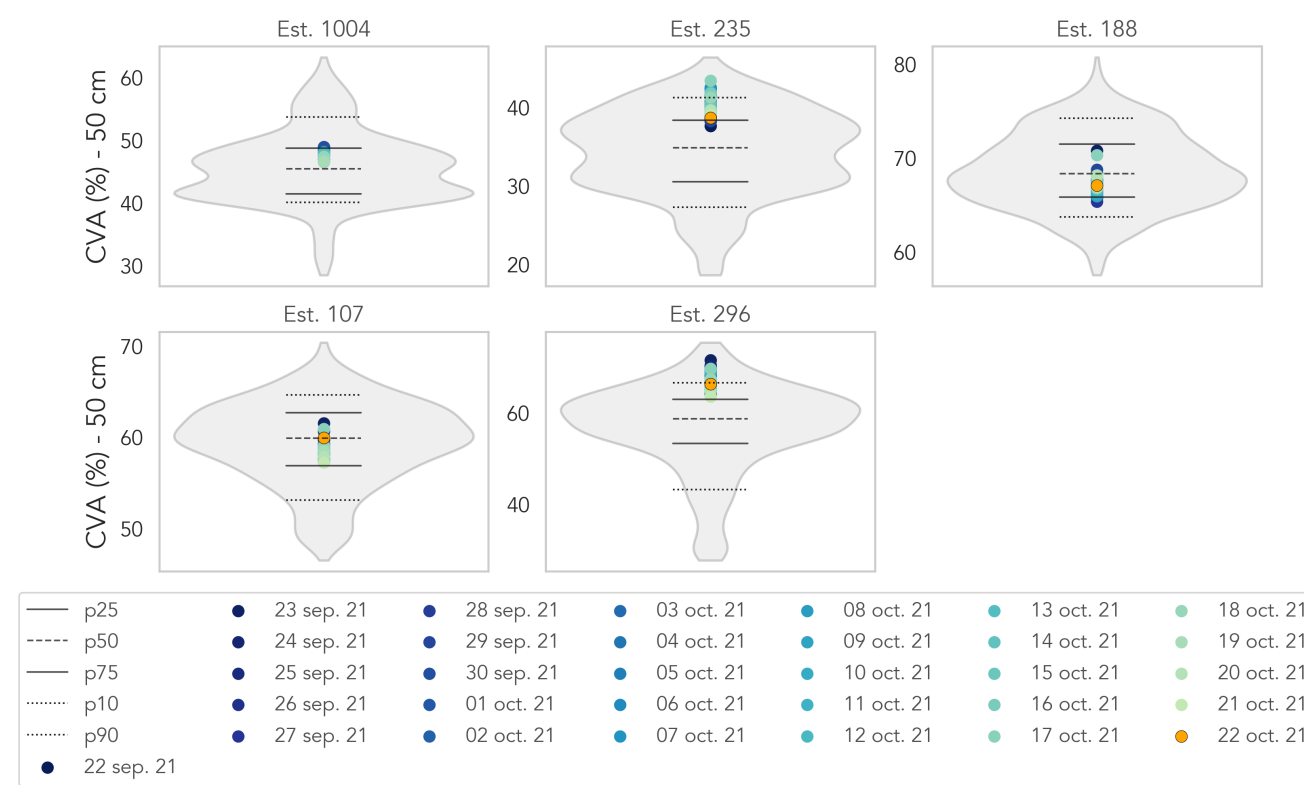 Est. 1004
Est. 235
Est. 188
CVA (%) - 50 cm
60
50
40
30
40
30
20
80
70
60
Est. 107
Est. 296
CVA (%) - 50 cm
70
60
50
60
40
p25
p50
p75
p10
p90
22 sep. 21
23 sep. 21
24 sep. 21
25 sep. 21
26 sep. 21
27 sep. 21
28 sep. 21
29 sep. 21
30 sep. 21
01 oct. 21
02 oct. 21
03 oct. 21
04 oct. 21
05 oct. 21
06 oct. 21
07 oct. 21
08 oct. 21
09 oct. 21
10 oct. 21
11 oct. 21
12 oct. 21
13 oct. 21
14 oct. 21
15 oct. 21
16 oct. 21
17 oct. 21
18 oct. 21
19 oct. 21
20 oct. 21
21 oct. 21
22 oct. 21